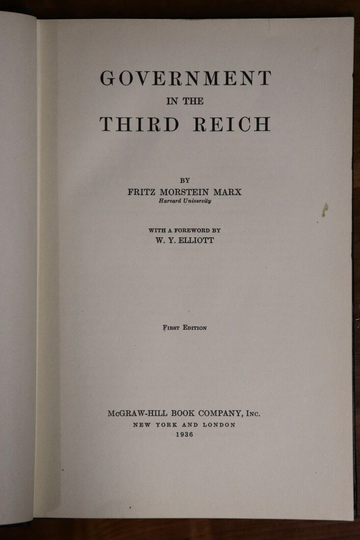 GOVERNMENT
IN THE
THIRD REICH
BY
FRITZ MORSTEIN MARX
Harvard University
WITH A FOREWORD BY
W. Y. ELLIOTT
First Edition
McGRAW-HILL BOOK COMPANY, Inc.
NEW YORK AND LONDON
1936